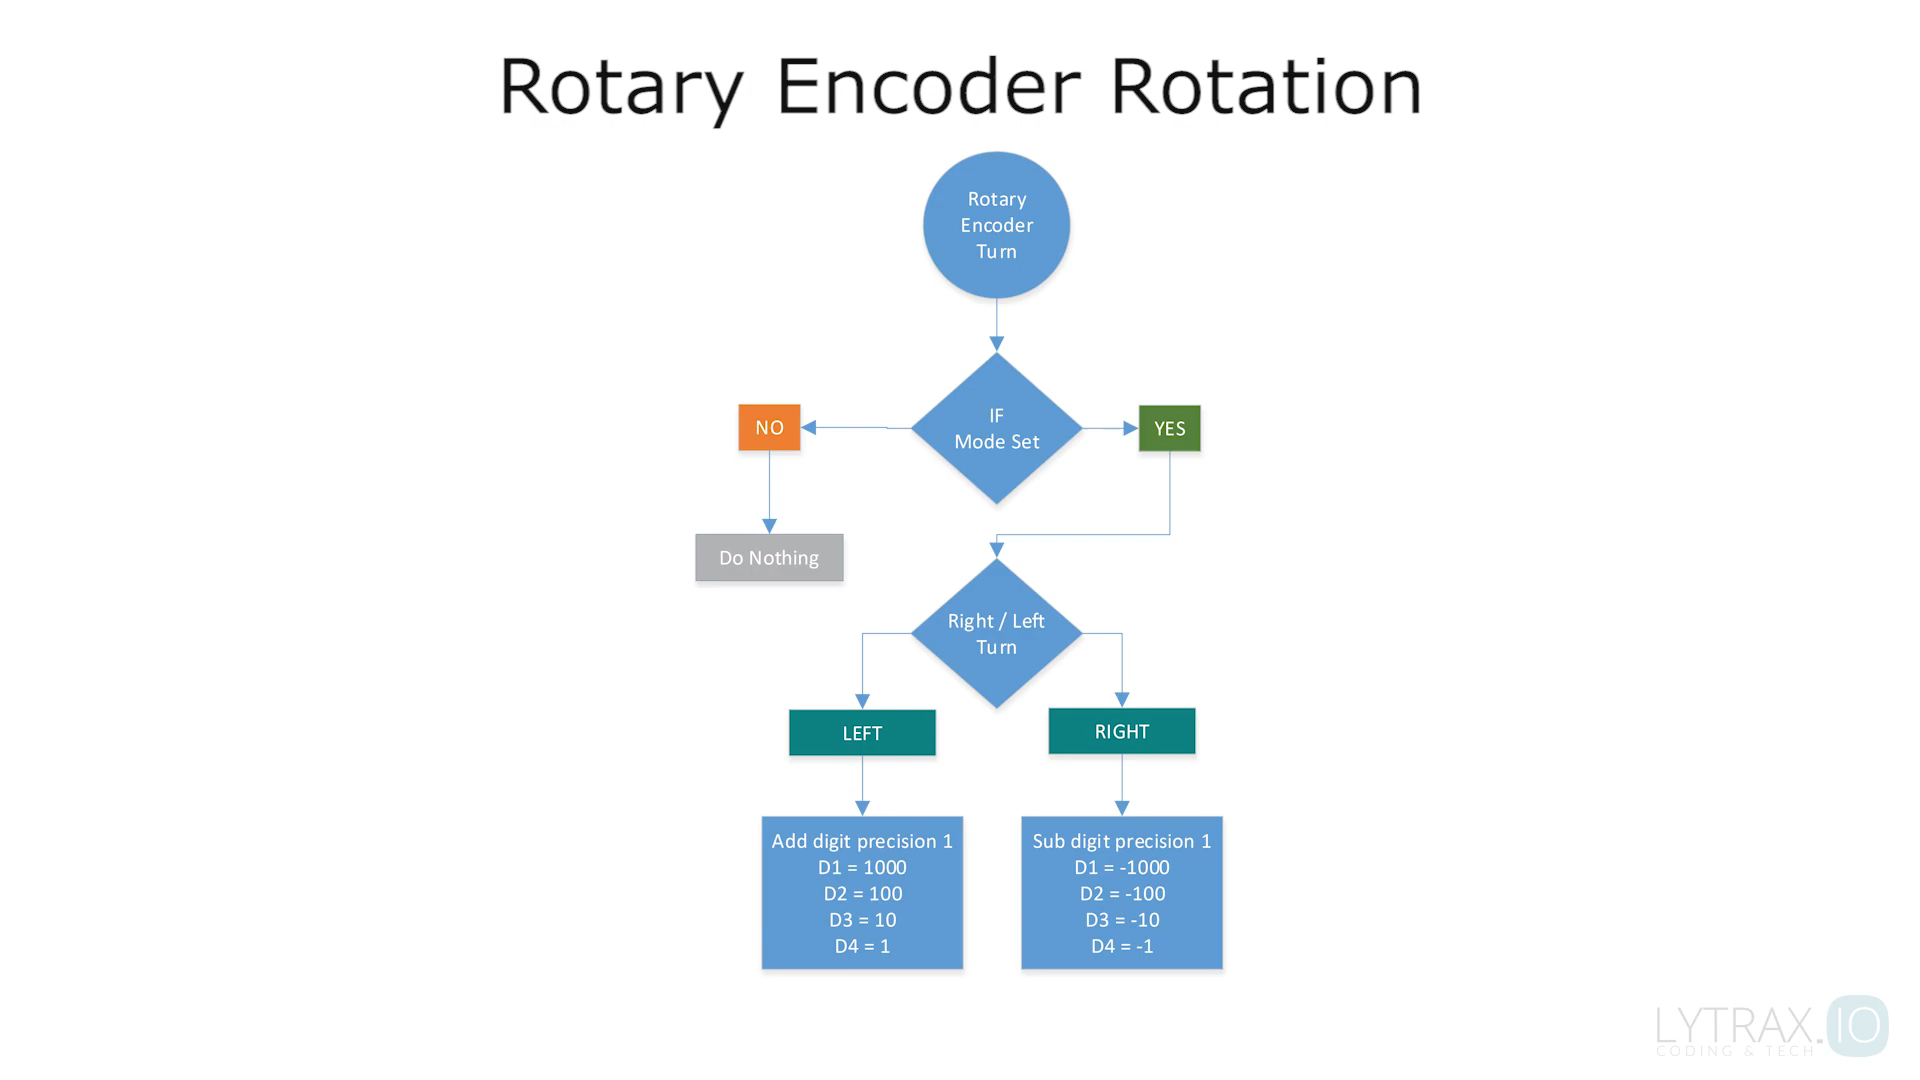 Rotary Encoder Rotation
Rotary
Encoder
Turn
IF
Mode Set
NO
YES
Do Nothing
Right / Left
Turn
LEFT
RIGHT
Add digit precision 1
D1 = 1000
D2 = 100
D3 = 10
D4 = 1
Sub digit precision 1
D1 = -1000
D2 = -100
D3 = -10
D4 = -1
LYTRAX.IO
CODING & TECH